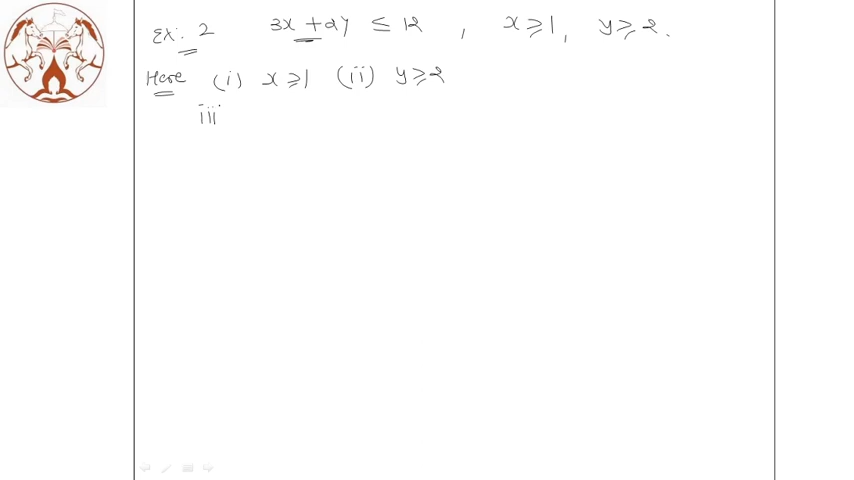 Ex: 2 3x + 2y ≤ 12 , x ≥ 1 , y ≥ 2 .
Here (i) x ≥ 1 (ii) y ≥ 2
iii